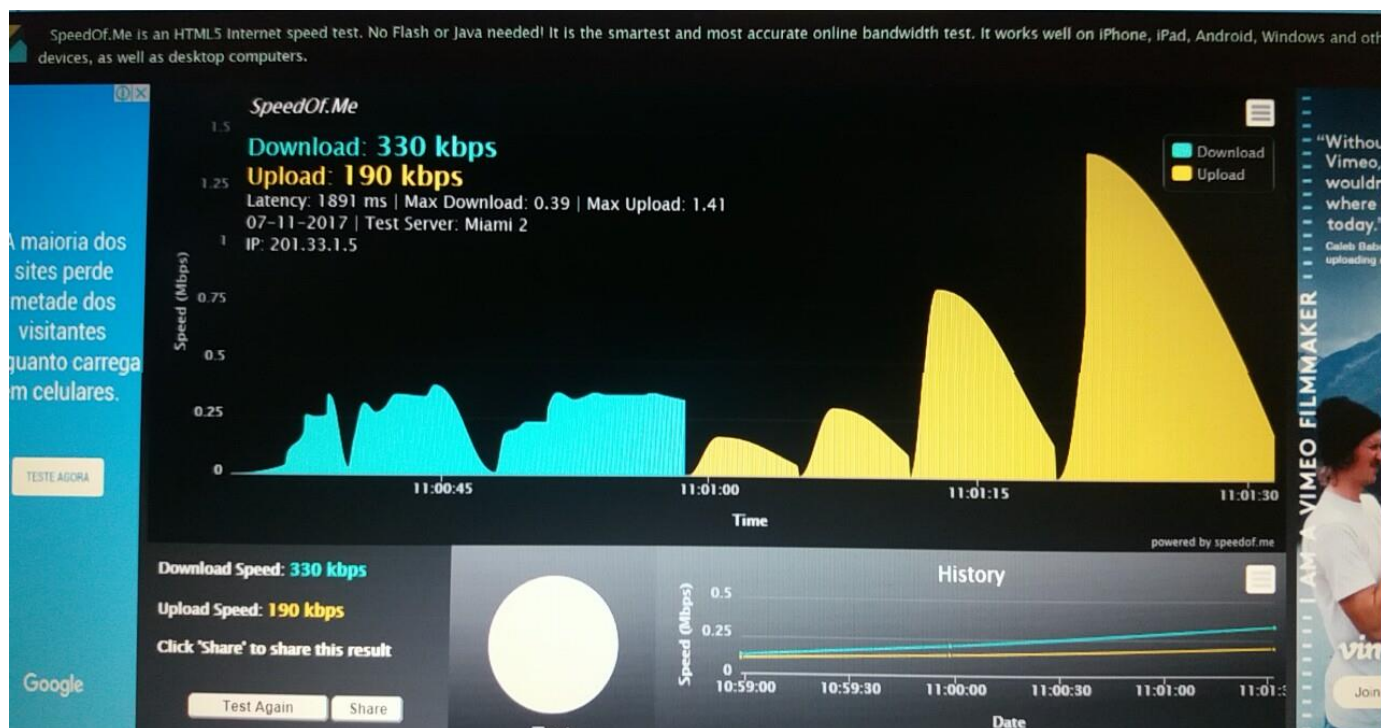 SpeedOf.Me is an HTML5 Internet speed test. No Flash or Java needed! It is the smartest and most accurate online bandwidth test. It works well on iPhone, iPad, Android, Windows and
devices, as well as desktop computers.
SpeedOf.Me
Download: 330 kbps
Upload: 190 kbps
Latency: 1891 ms | Max Download: 0.39 | Max Upload: 1.41
07-11-2017 | Test Server: Miami 2
IP: 201.33.1.5
Download
Upload
Speed (Mbps)
1.5
1.25
1
0.75
0.5
0.25
0
11:00:45
11:01:00
11:01:15
11:01:30
Time
powered by speedof.me
A maioria dos
sites perde
metade dos
visitantes
carrega
celulares.
TESTE AGORA
Google
"Without
Vimeo,
where
today."
Caleb
uploading
I AM A VIMEO FILMMAKER
Join
Download Speed: 330 kbps
Upload Speed: 190 kbps
Click 'Share' to share this result
Test Again
Share
History
Speed (Mbps)
0.5
0.25
0
10:59:00
10:59:30
11:00:00
11:00:30
11:01:00
Date